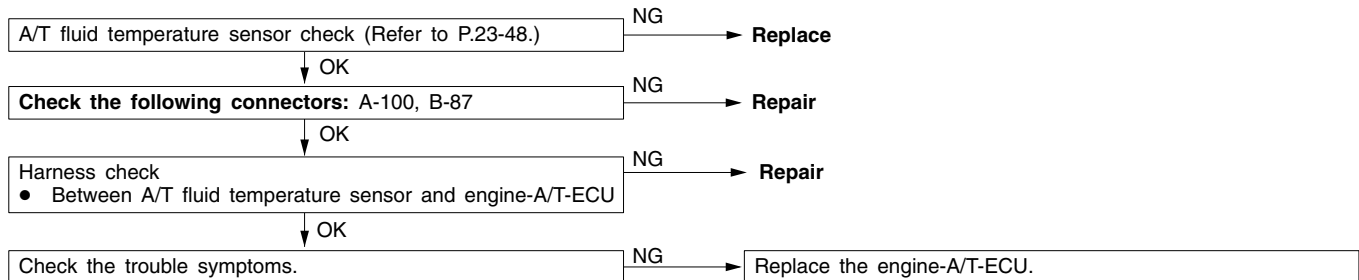 A/T fluid temperature sensor check (Refer to P.23-48.)
NG
Replace
OK
Check the following connectors: A-100, B-87
NG
Repair
OK
Harness check
● Between A/T fluid temperature sensor and engine-A/T-ECU
NG
Repair
OK
Check the trouble symptoms.
NG
Replace the engine-A/T-ECU.